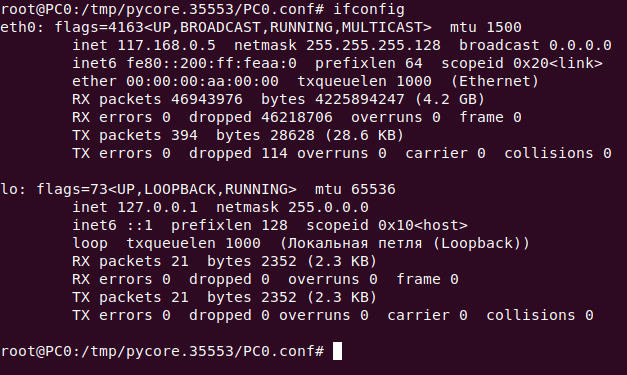 root@PC0:/tmp/pycore.35553/PC0.conf# ifconfig
eth0: flags=4163<UP,BROADCAST,RUNNING,MULTICAST>  mtu 1500
        inet 117.168.0.5  netmask 255.255.255.128  broadcast 0.0.0.0
        inet6 fe80::200:ff:feaa:0  prefixlen 64  scopeid 0x20<link>
        ether 00:00:00:aa:00:00  txqueuelen 1000  (Ethernet)
        RX packets 46943976  bytes 4225894247 (4.2 GB)
        RX errors 0  dropped 46218706  overruns 0  frame 0
        TX packets 394  bytes 28628 (28.6 KB)
        TX errors 0  dropped 114 overruns 0  carrier 0  collisions 0

lo: flags=73<UP,LOOPBACK,RUNNING>  mtu 65536
        inet 127.0.0.1  netmask 255.0.0.0
        inet6 ::1  prefixlen 128  scopeid 0x10<host>
        loop  txqueuelen 1000  (Локальная петля (Loopback))
        RX packets 21  bytes 2352 (2.3 KB)
        RX errors 0  dropped 0  overruns 0  frame 0
        TX packets 21  bytes 2352 (2.3 KB)
        TX errors 0  dropped 0 overruns 0  carrier 0  collisions 0

root@PC0:/tmp/pycore.35553/PC0.conf#